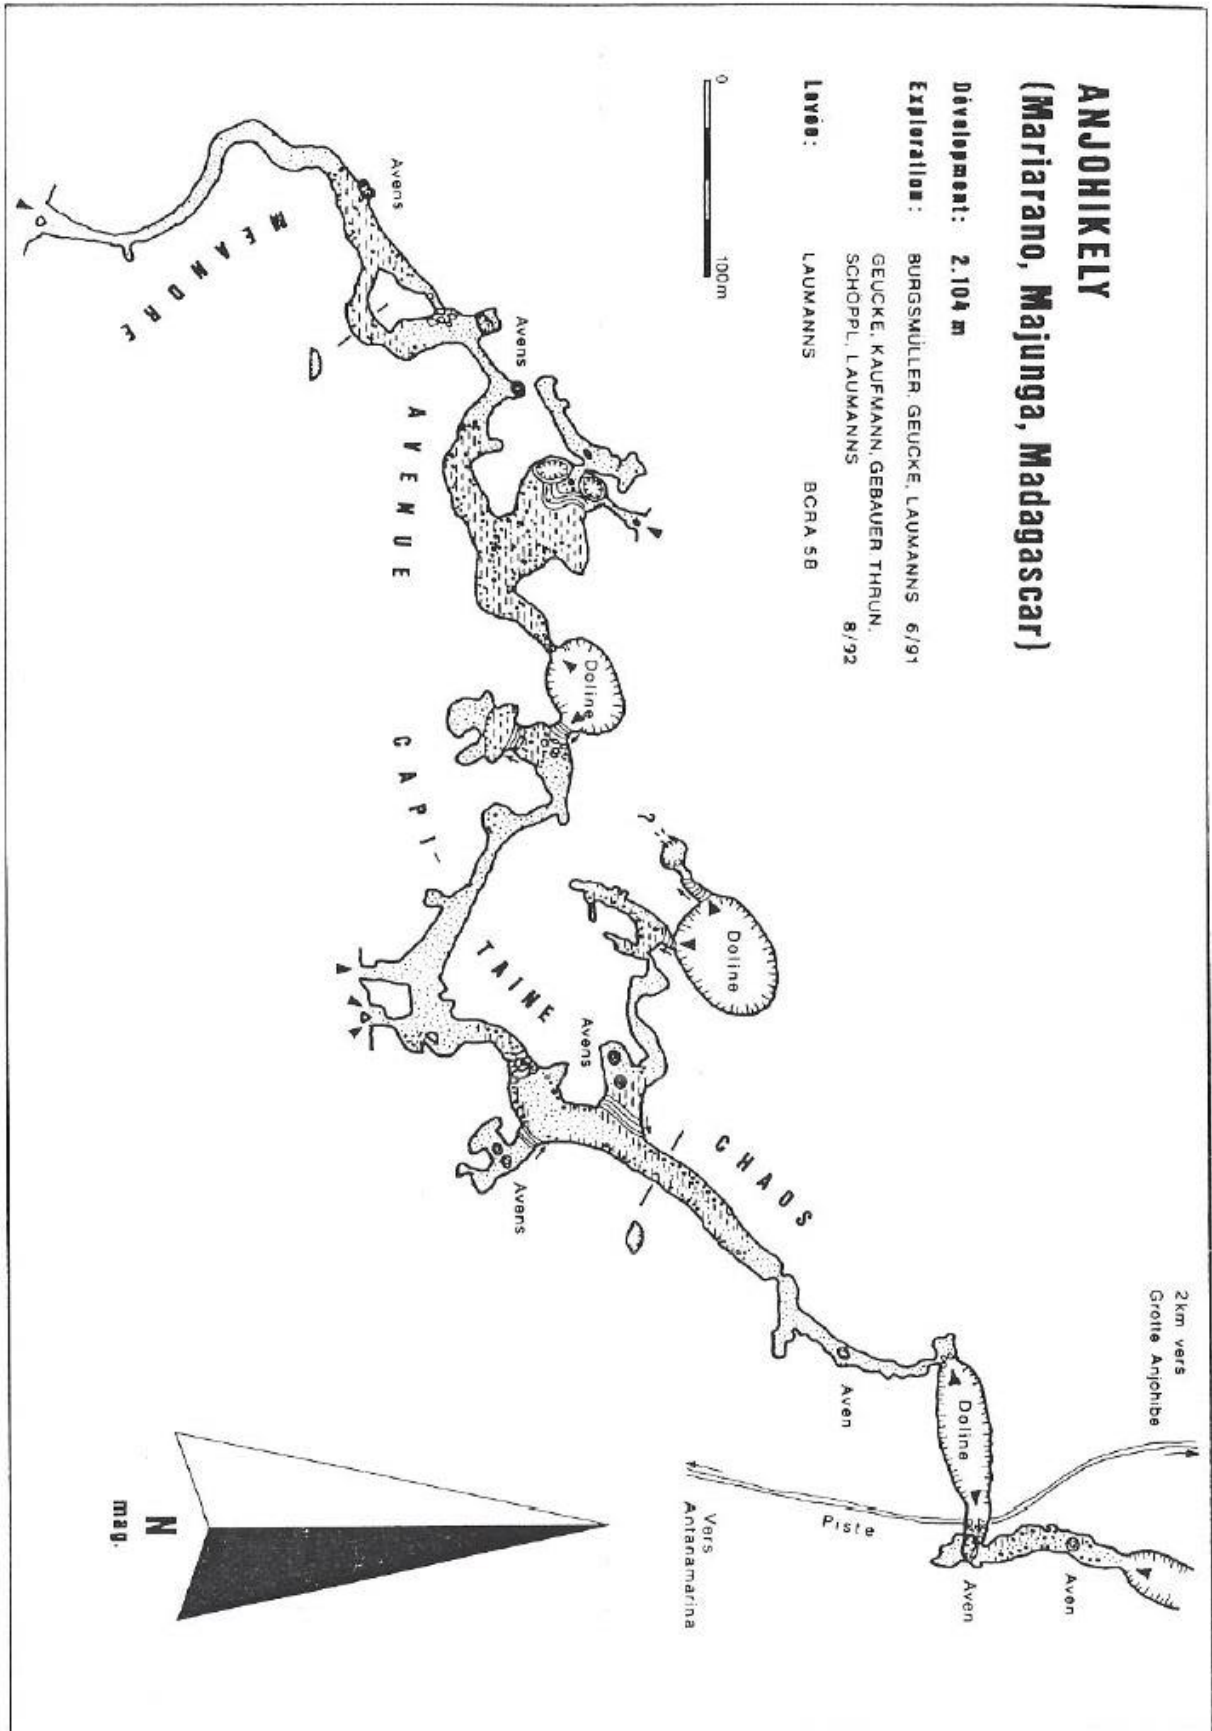 ANJOHIKELY
(Mariarano, Majunga, Madagascar)
Dévelopment: 2.104 m
Exploration: BURGSMÜLLER, GEUCKE, LAUMANNS 6/91
GEUCKE, KAUFMANN, GEBAUER, THRUN,
SCHÖPPL, LAUMANNS 8/92
Levée: LAUMANNS BCRA 5B
0 100m
2km vers
Grotte Anjohibe
Avens
Avens
MEANDRE
AVENUE
Doline
CAPI-
TAINE
?
Doline
Avens
Avens
CHAOS
Aven
Doline
Piste
Vers
Antanamarina
Aven
Aven
N
mag.